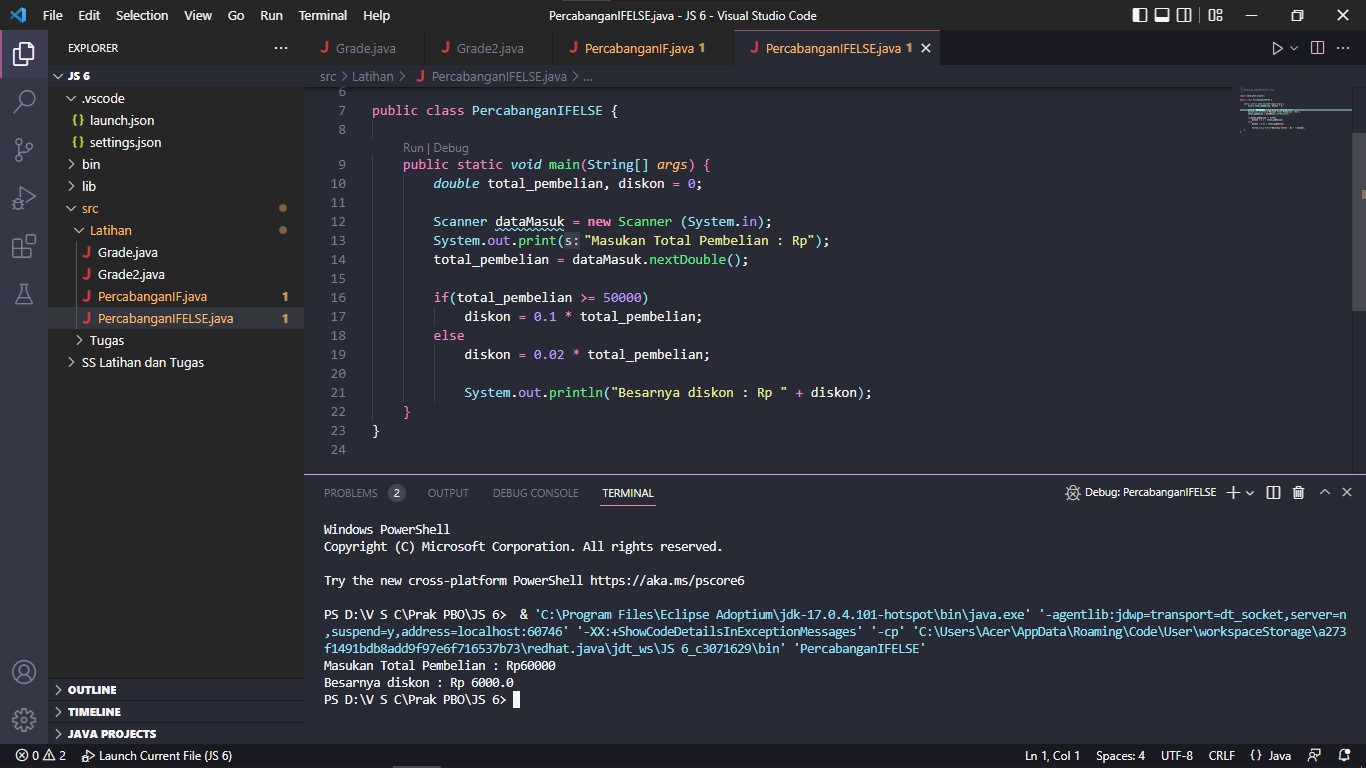 File Edit Selection View Go Run Terminal Help PercabanganIFELSE.java - JS 6 - Visual Studio Code
EXPLORER ···
JS 6
.vscode
{} launch.json
{} settings.json
bin
lib
src
Latihan
J Grade.java
J Grade2.java
J PercabanganIF.java 1
J PercabanganIFELSE.java 1
Tugas
SS Latihan dan Tugas
OUTLINE
TIMELINE
JAVA PROJECTS
J Grade.java J Grade2.java J PercabanganIF.java 1 J PercabanganIFELSE.java 1
src > Latihan > J PercabanganIFELSE.java > ...
6
7 public class PercabanganIFELSE {
8
Run | Debug
9 public static void main(String[] args) {
10 double total_pembelian, diskon = 0;
11
12 Scanner dataMasuk = new Scanner (System.in);
13 System.out.print(s:"Masukan Total Pembelian : Rp");
14 total_pembelian = dataMasuk.nextDouble();
15
16 if(total_pembelian >= 50000)
17 diskon = 0.1 * total_pembelian;
18 else
19 diskon = 0.02 * total_pembelian;
20
21 System.out.println("Besarnya diskon : Rp " + diskon);
22 }
23 }
24
PROBLEMS 2 OUTPUT DEBUG CONSOLE TERMINAL Debug: PercabanganIFELSE
Windows PowerShell
Copyright (C) Microsoft Corporation. All rights reserved.
Try the new cross-platform PowerShell https://aka.ms/pscore6
PS D:\V S C\Prak PBO\JS 6> & 'C:\Program Files\Eclipse Adoptium\jdk-17.0.4.101-hotspot\bin\java.exe' '-agentlib:jdwp=transport=dt_socket,server=n
,suspend=y,address=localhost:60746' '-XX:+ShowCodeDetailsInExceptionMessages' '-cp' 'C:\Users\Acer\AppData\Roaming\Code\User\workspaceStorage\a273
f1491bdb8add9f97e6f716537b73\redhat.java\jdt_ws\JS 6_c3071629\bin' 'PercabanganIFELSE'
Masukan Total Pembelian : Rp60000
Besarnya diskon : Rp 6000.0
PS D:\V S C\Prak PBO\JS 6>
0 2 Launch Current File (JS 6) Ln 1, Col 1 Spaces: 4 UTF-8 CRLF {} Java